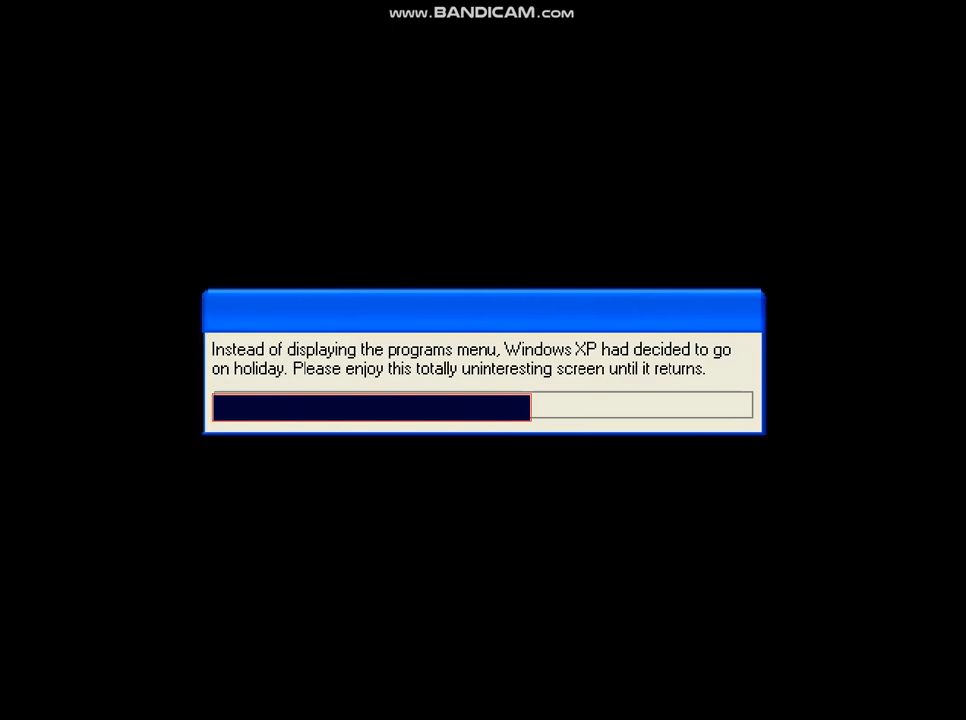 www.BANDICAM.COM
Instead of displaying the programs menu, Windows XP had decided to go
on holiday. Please enjoy this totally uninteresting screen until it returns.